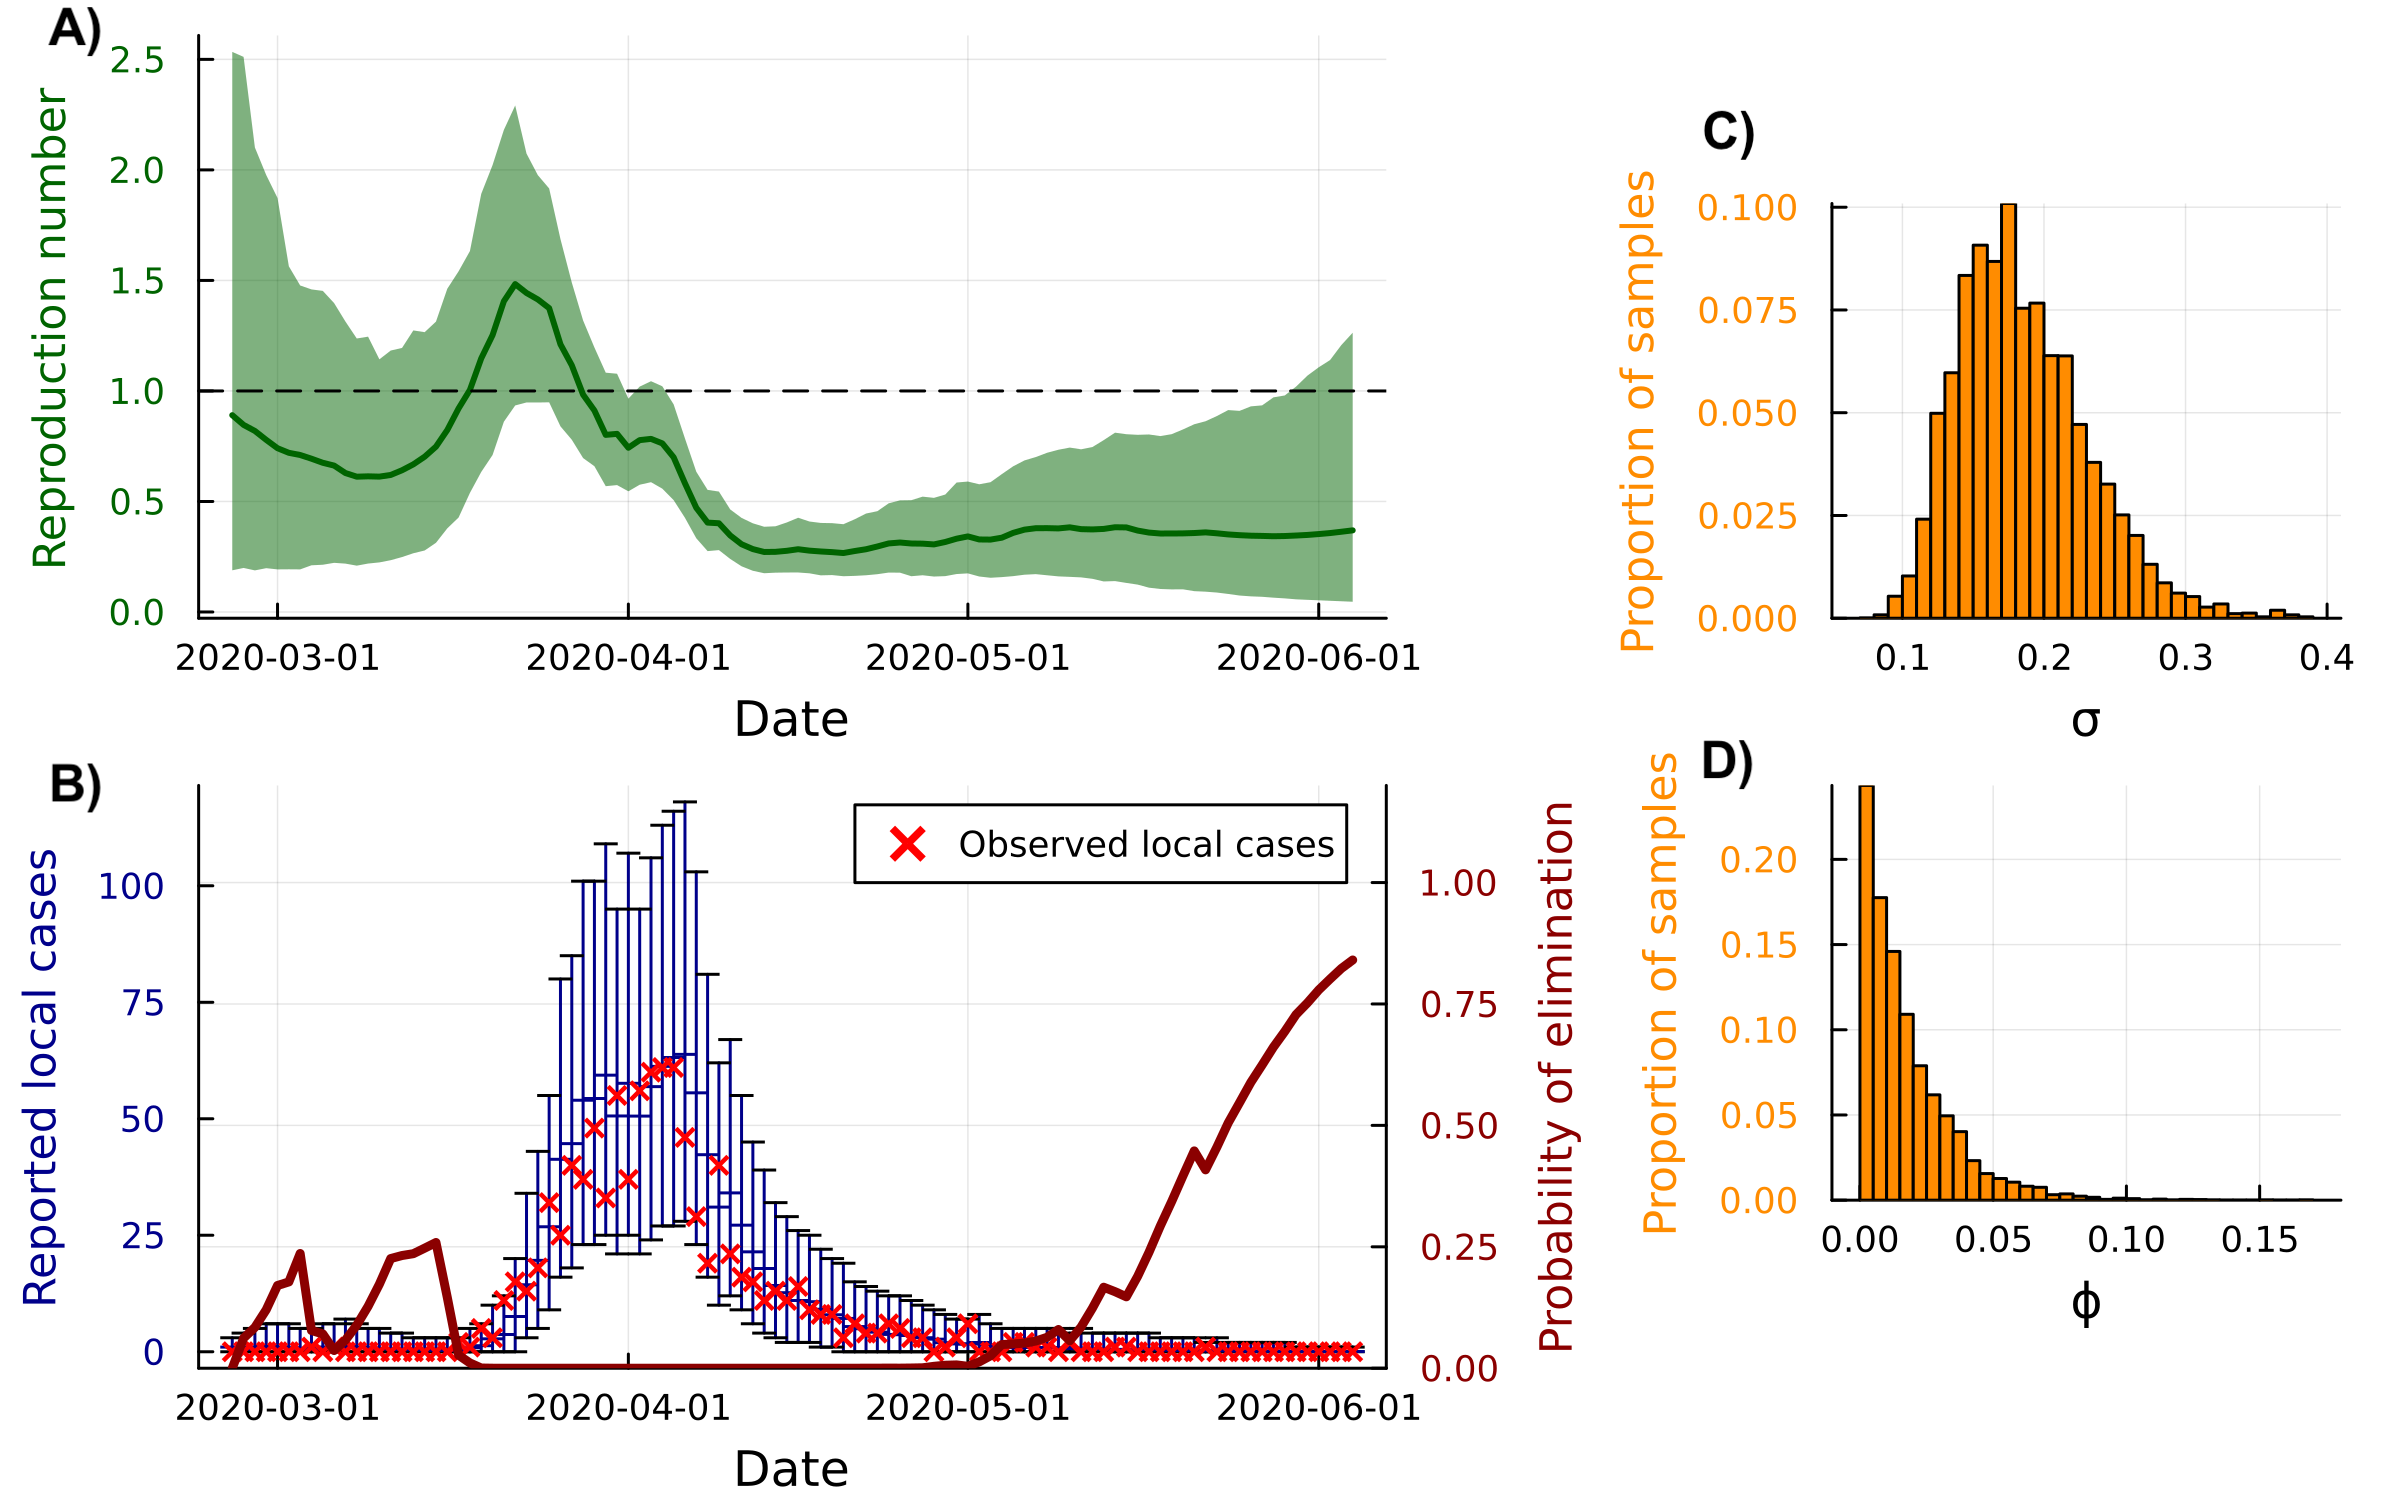 A)
Reproduction number
2.5
2.0
1.5
1.0
0.5
0.0
2020-03-01 2020-04-01 2020-05-01 2020-06-01
Date
B)
Reported local cases
100
75
50
25
0
Observed local cases
Probability of elimination
1.00
0.75
0.50
0.25
0.00
2020-03-01 2020-04-01 2020-05-01 2020-06-01
Date
C)
Proportion of samples
0.100
0.075
0.050
0.025
0.000
0.1 0.2 0.3 0.4
σ
D)
Proportion of samples
0.20
0.15
0.10
0.05
0.00
0.00 0.05 0.10 0.15
ϕ